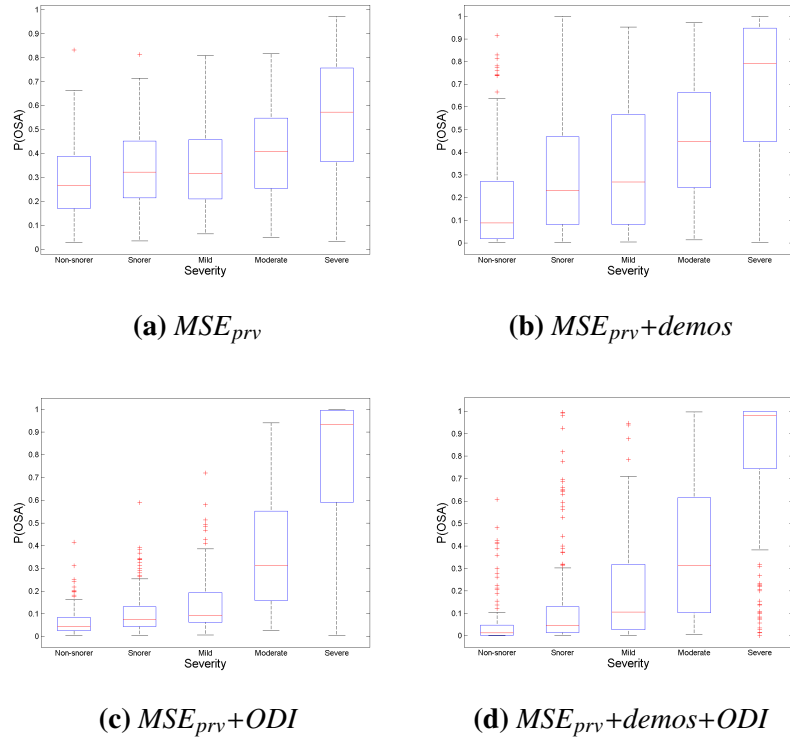 1
0.9
0.8
0.7
0.6
0.5
0.4
0.3
0.2
0.1
0
P(OSA)
Non-snorer Snorer Mild Moderate Severe
Severity
(a) MSEprv
1
0.9
0.8
0.7
0.6
0.5
0.4
0.3
0.2
0.1
0
P(OSA)
Non-snorer Snorer Mild Moderate Severe
Severity
(b) MSEprv+demos
1
0.9
0.8
0.7
0.6
0.5
0.4
0.3
0.2
0.1
0
P(OSA)
Non-snorer Snorer Mild Moderate Severe
Severity
(c) MSEprv+ODI
1
0.9
0.8
0.7
0.6
0.5
0.4
0.3
0.2
0.1
0
P(OSA)
Non-snorer Snorer Mild Moderate Severe
Severity
(d) MSEprv+demos+ODI